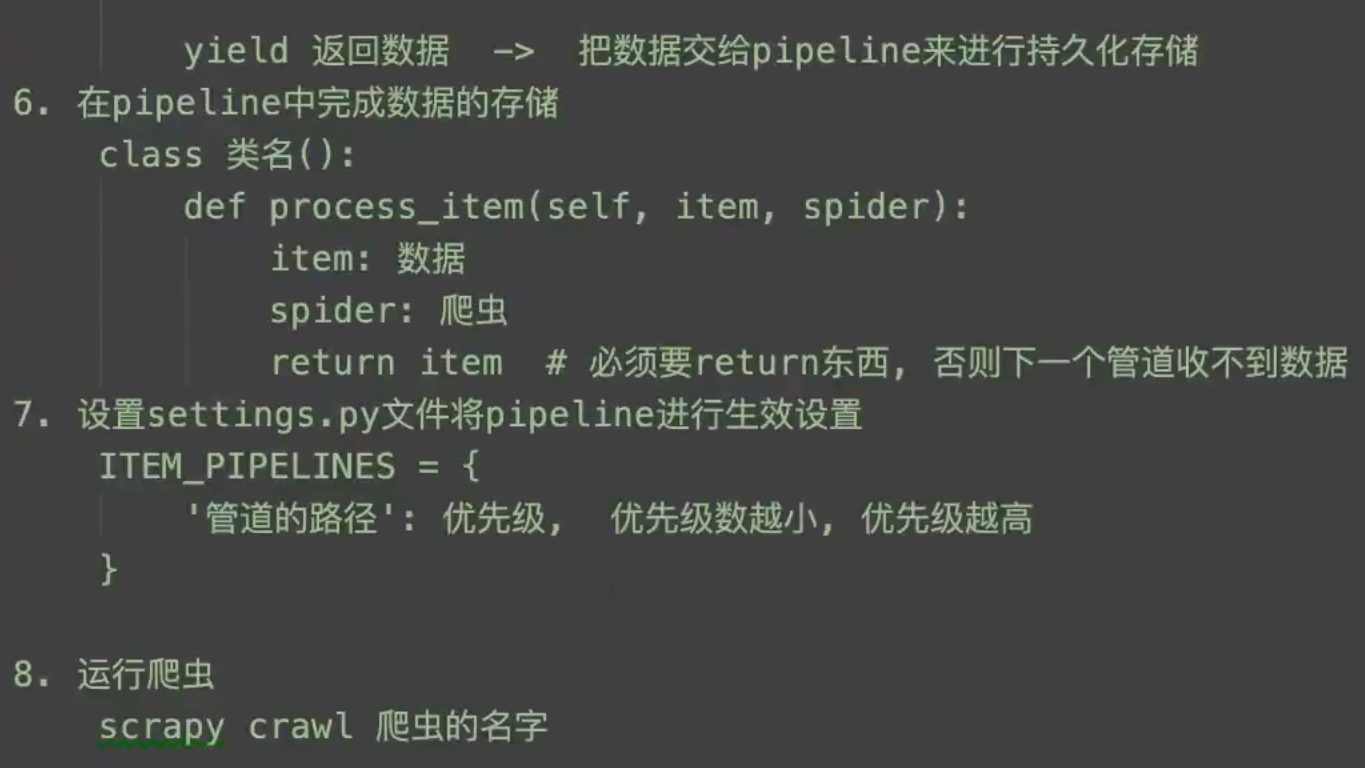 yield 返回数据  ->  把数据交给pipeline来进行持久化存储
6. 在pipeline中完成数据的存储
class 类名():
def process_item(self, item, spider):
item: 数据
spider: 爬虫
return item  # 必须要return东西, 否则下一个管道收不到数据
7. 设置settings.py文件将pipeline进行生效设置
ITEM_PIPELINES = {
'管道的路径': 优先级,  优先级数越小, 优先级越高
}
8. 运行爬虫
scrapy crawl 爬虫的名字